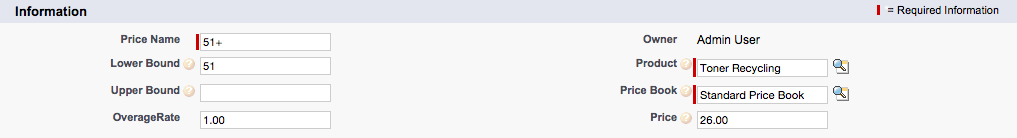 Information = Required Information
Price Name 51+ Owner Admin User
Lower Bound ? 51 Product ? Toner Recycling
Upper Bound ? Price Book ? Standard Price Book
OverageRate 1.00 Price ? 26.00